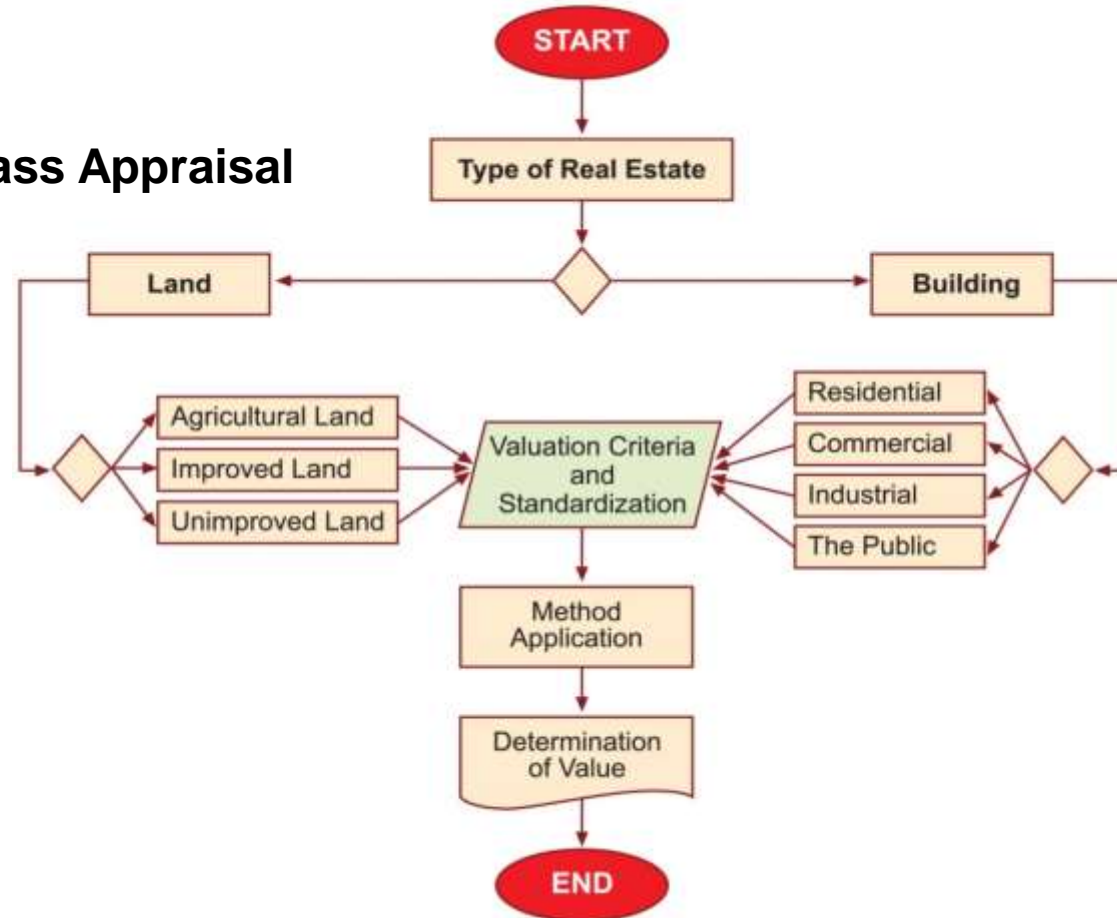 START
ass Appraisal
Type of Real Estate
Land
Building
Agricultural Land
Improved Land
Unimproved Land
Valuation Criteria
and
Standardization
Residential
Commercial
Industrial
The Public
Method
Application
Determination
of Value
END